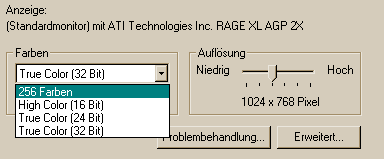 Anzeige:
(Standardmonitor) mit ATI Technologies Inc. RAGE XL AGP 2X
Farben
True Color (32 Bit)
256 Farben
High Color (16 Bit)
True Color (24 Bit)
True Color (32 Bit)
Auflösung
Niedrig Hoch
1024 x 768 Pixel
Problembehandlung... Erweitert...